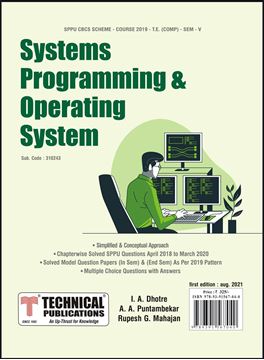 SPPU CBCS SCHEME - COURSE 2019 - T.E. (COMP) - SEM - V
Systems
Programming &
Operating
System
Sub. Code : 310243
• Simplified & Conceptual Approach
• Chapterwise Solved SPPU Questions April 2018 to March 2020
• Solved Model Question Papers (In Sem) & (End Sem) As Per 2019 Pattern
• Multiple Choice Questions with Answers
first edition : aug. 2021
TECHNICAL
PUBLICATIONS
SINCE 1993
An Up-Thrust for Knowledge
I. A. Dhotre
A. A. Puntambekar
Rupesh G. Mahajan